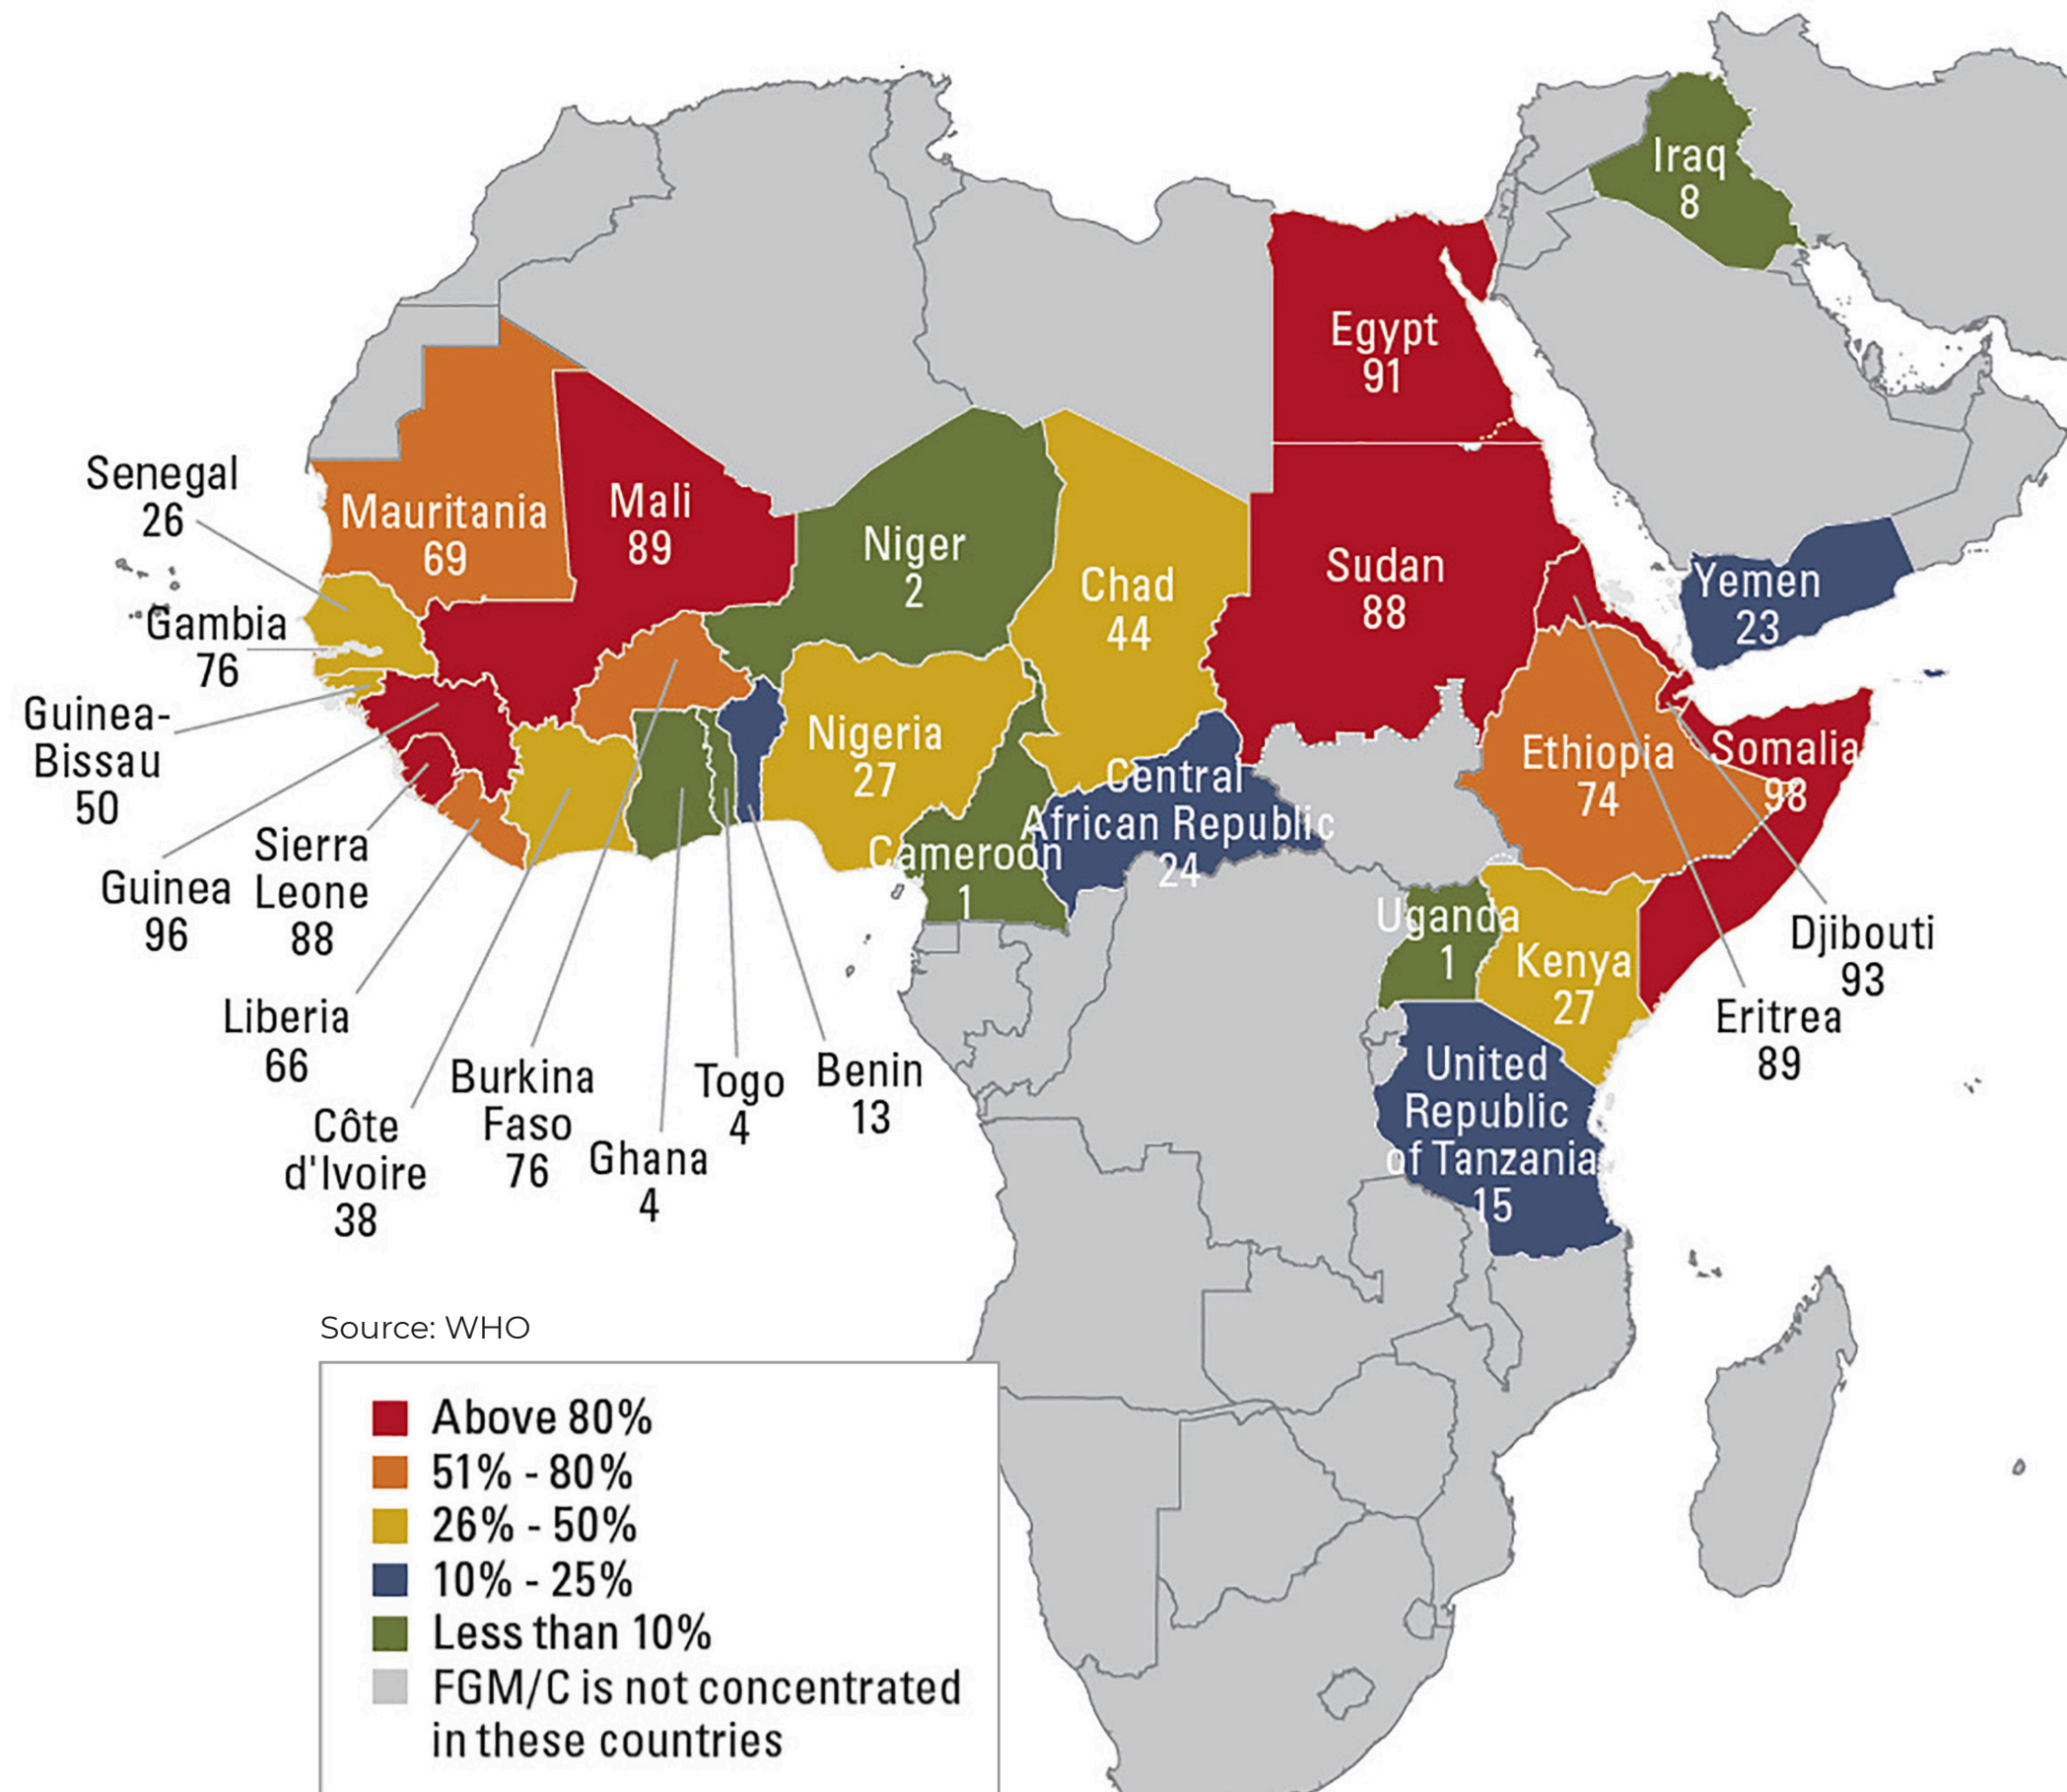 Iraq
8
Egypt
91
Senegal
26
Mauritania
69
Mali
89
Niger
2
Chad
44
Sudan
88
Yemen
23
Gambia
76
Guinea-
Bissau
50
Nigeria
27
Ethiopia
74
Somalia
98
Central
African Republic
24
Sierra
Leone
88
Guinea
96
Cameroon
1
Uganda
1
Kenya
27
Djibouti
93
Eritrea
89
Liberia
66
Burkina
Faso
76
Togo
4
Benin
13
Côte
d'Ivoire
38
Ghana
4
United
Republic
of Tanzania
15
Source: WHO
Above 80%
51% - 80%
26% - 50%
10% - 25%
Less than 10%
FGM/C is not concentrated
in these countries